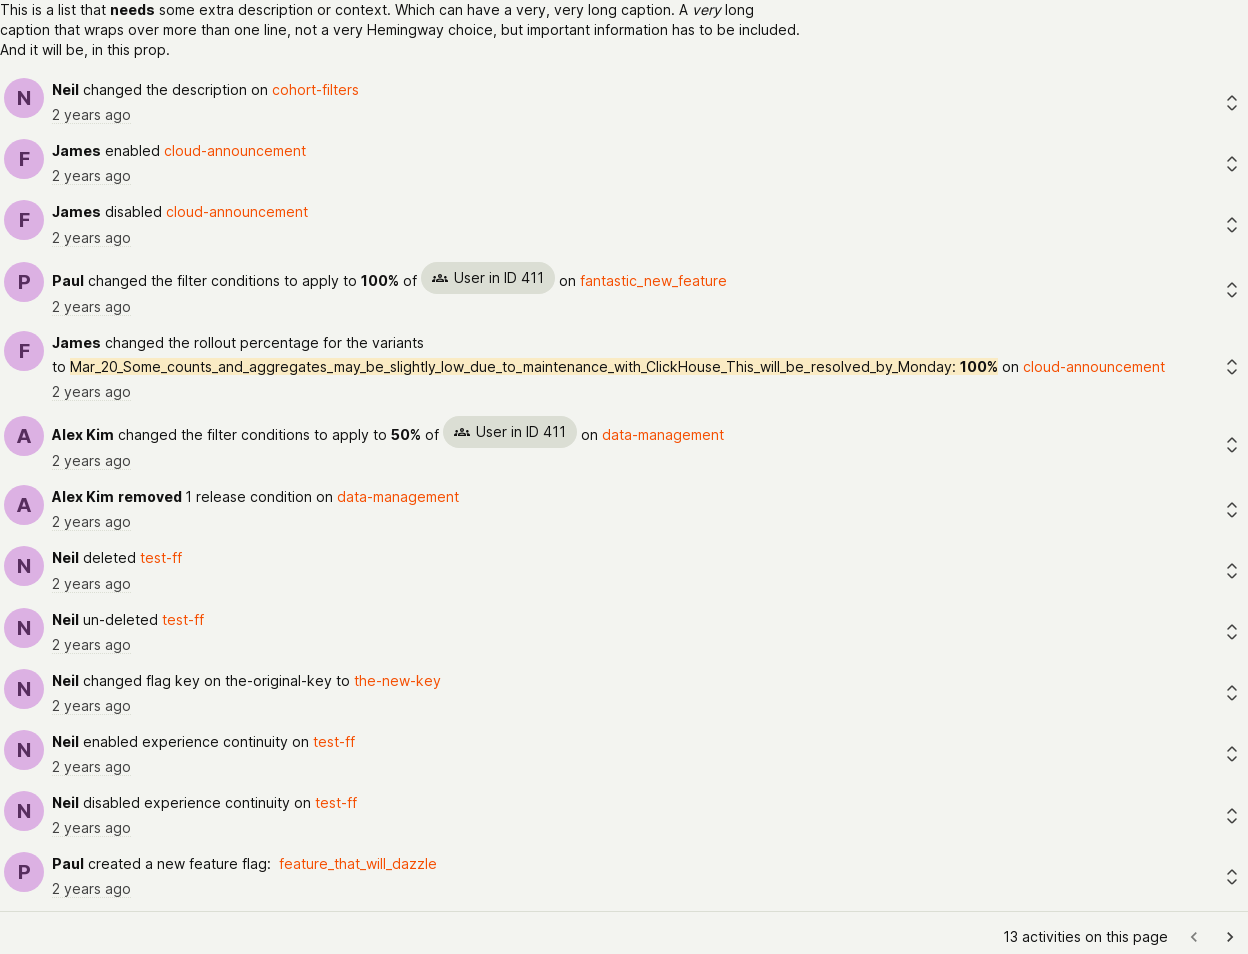 This is a list that needs some extra description or context. Which can have a very, very long caption. A very long
caption that wraps over more than one line, not a very Hemingway choice, but important information has to be included.
And it will be, in this prop.
N
Neil changed the description on cohort-filters
2 years ago
F
James enabled cloud-announcement
2 years ago
F
James disabled cloud-announcement
2 years ago
P
Paul changed the filter conditions to apply to 100% of User in ID 411 on fantastic_new_feature
2 years ago
F
James changed the rollout percentage for the variants
to Mar_20_Some_counts_and_aggregates_may_be_slightly_low_due_to_maintenance_with_ClickHouse_This_will_be_resolved_by_Monday: 100% on cloud-announcement
2 years ago
A
Alex Kim changed the filter conditions to apply to 50% of User in ID 411 on data-management
2 years ago
A
Alex Kim removed 1 release condition on data-management
2 years ago
N
Neil deleted test-ff
2 years ago
N
Neil un-deleted test-ff
2 years ago
N
Neil changed flag key on the-original-key to the-new-key
2 years ago
N
Neil enabled experience continuity on test-ff
2 years ago
N
Neil disabled experience continuity on test-ff
2 years ago
P
Paul created a new feature flag: feature_that_will_dazzle
2 years ago
13 activities on this page